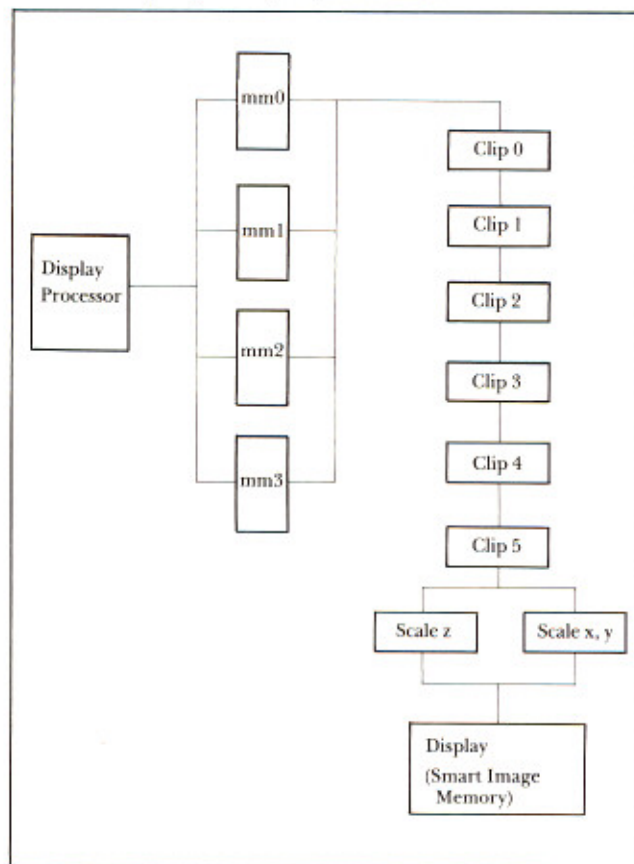 mm0
mm1
mm2
mm3
Display
Processor
Clip 0
Clip 1
Clip 2
Clip 3
Clip 4
Clip 5
Scale z
Scale x, y
Display
(Smart Image
Memory)